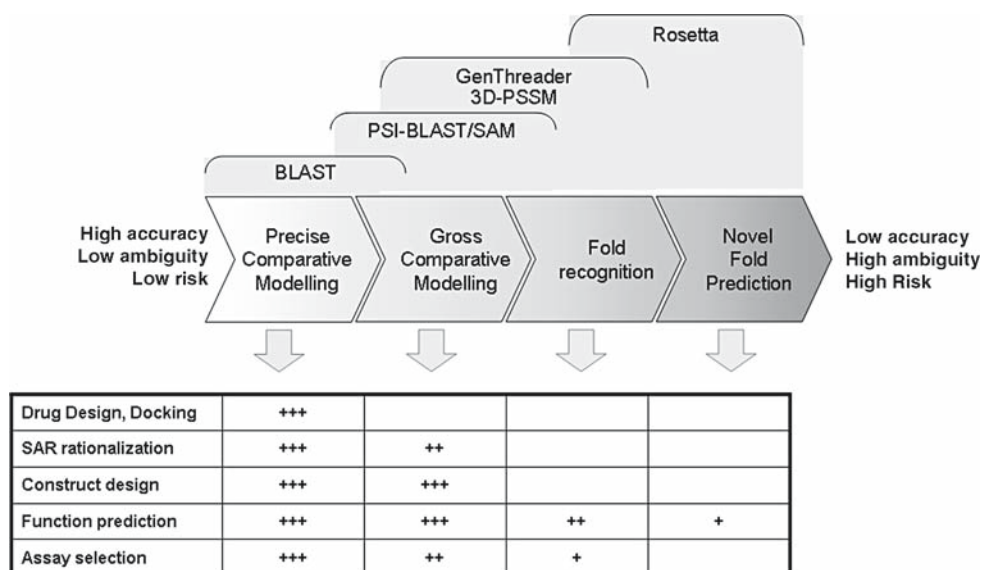 Rosetta
GenThreader
3D-PSSM
PSI-BLAST/SAM
BLAST
High accuracy
Low ambiguity
Low risk
Precise
Comparative
Modelling
Gross
Comparative
Modelling
Fold
recognition
Novel
Fold
Prediction
Low accuracy
High ambiguity
High Risk
Drug Design, Docking +++
SAR rationalization +++ ++
Construct design +++ +++
Function prediction +++ +++ ++ +
Assay selection +++ ++ +